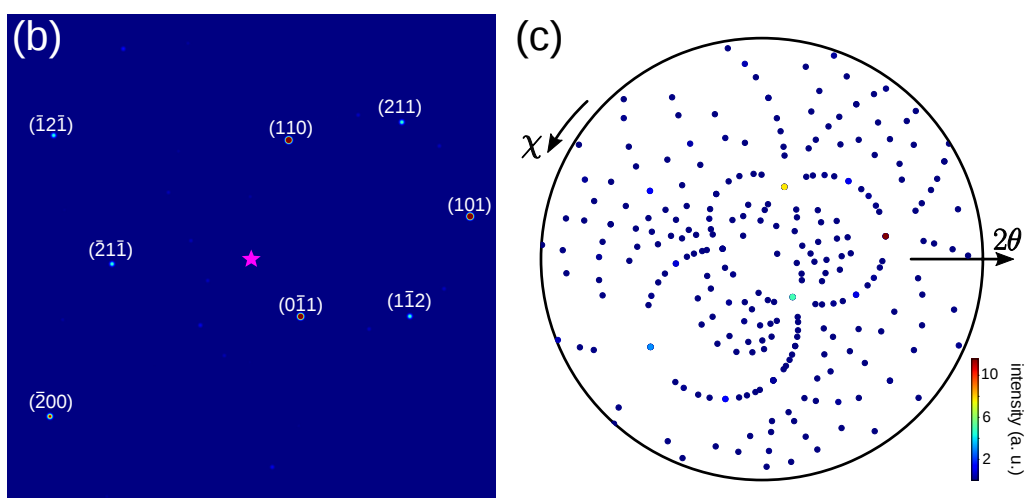 (b)
(c)
(211)
(1̅21̅)
(110)
χ
(101)
2θ
(2̅11̅)
(01̅1)
(11̅2)
(2̅00)
10
6
2
intensity (a. u.)